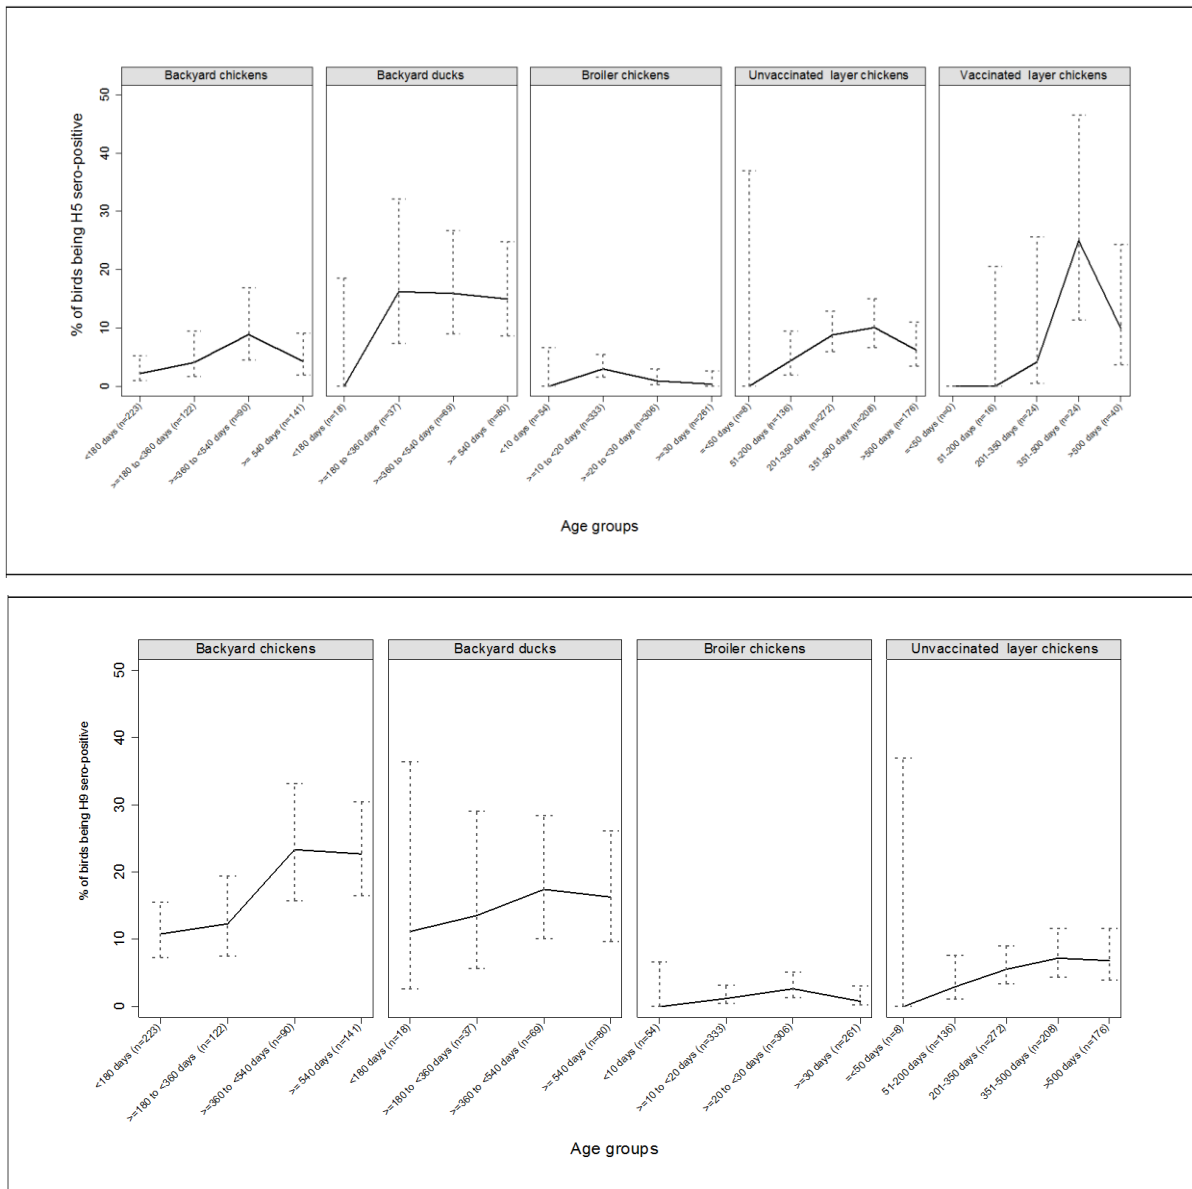 Backyard chickens
Backyard ducks
Broiler chickens
Unvaccinated layer chickens
Vaccinated layer chickens
% of birds being H5 sero-positive
50
40
30
20
10
0
<180 days (n=223)
>=180 to <360 days (n=122)
>=360 to <540 days (n=90)
>= 540 days (n=141)
<180 days (n=18)
>=180 to <360 days (n=37)
>=360 to <540 days (n=69)
>= 540 days (n=80)
<10 days (n=54)
>=10 to <20 days (n=333)
>=20 to <30 days (n=306)
>=30 days (n=261)
=<50 days (n=8)
51-200 days (n=136)
201-350 days (n=272)
351-500 days (n=208)
>500 days (n=176)
=<50 days (n=0)
51-200 days (n=16)
201-350 days (n=24)
351-500 days (n=24)
>500 days (n=40)
Age groups
Backyard chickens
Backyard ducks
Broiler chickens
Unvaccinated layer chickens
% of birds being H9 sero-positive
50
40
30
20
10
0
<180 days (n=223)
>=180 to <360 days (n=122)
>=360 to <540 days (n=90)
>= 540 days (n=141)
<180 days (n=18)
>=180 to <360 days (n=37)
>=360 to <540 days (n=69)
>= 540 days (n=80)
<10 days (n=54)
>=10 to <20 days (n=333)
>=20 to <30 days (n=306)
>=30 days (n=261)
=<50 days (n=8)
51-200 days (n=136)
201-350 days (n=272)
351-500 days (n=208)
>500 days (n=176)
Age groups